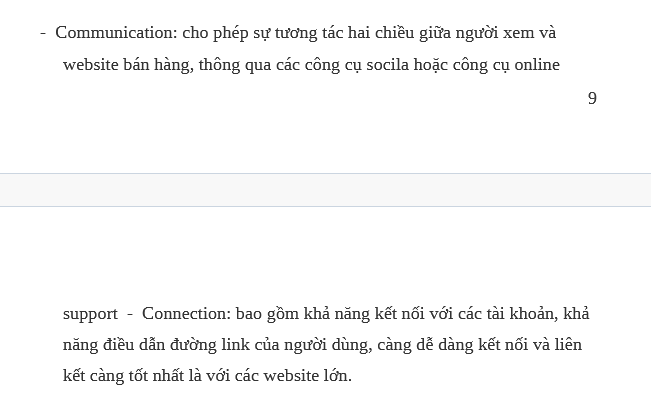 - Communication: cho phép sự tương tác hai chiều giữa người xem và
website bán hàng, thông qua các công cụ socila hoặc công cụ online
9
support - Connection: bao gồm khả năng kết nối với các tài khoản, khả
năng điều dẫn đường link của người dùng, càng dễ dàng kết nối và liên
kết càng tốt nhất là với các website lớn.